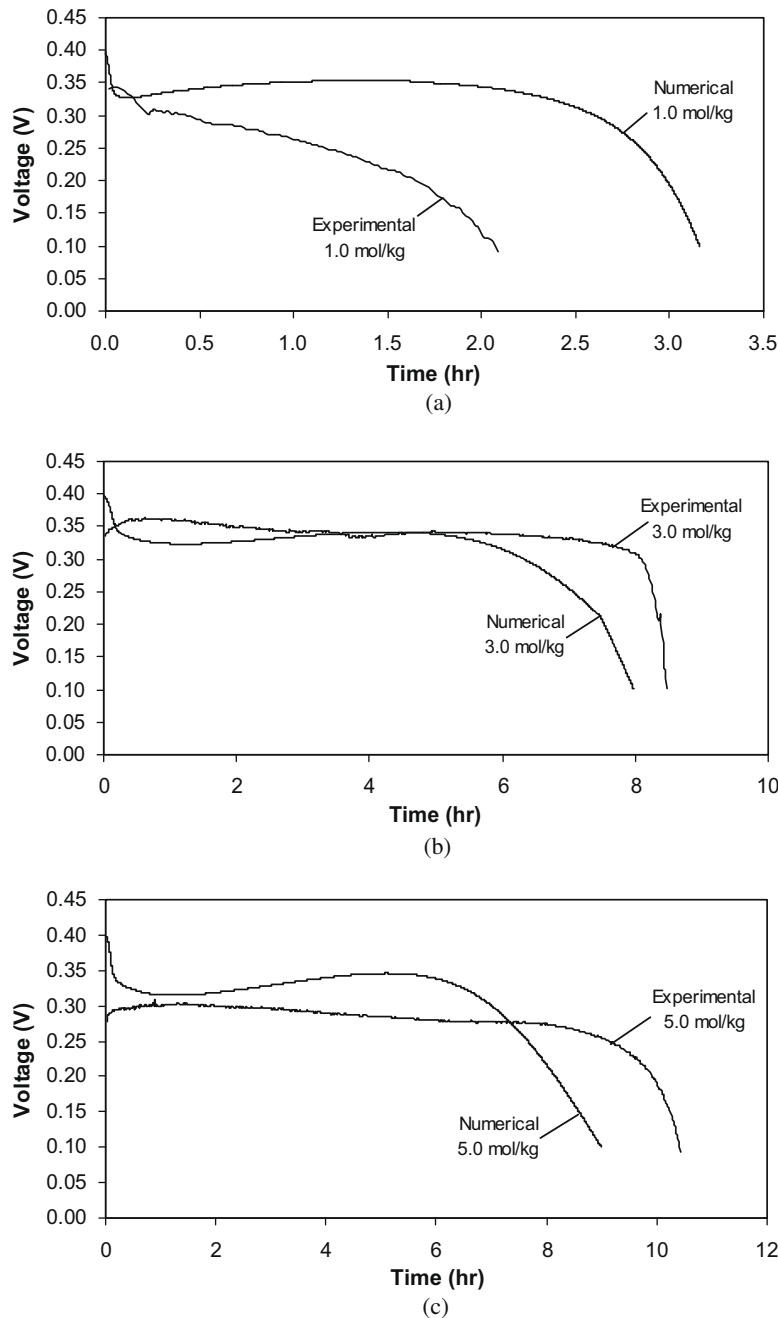 0.45
0.40
0.35
0.30
0.25
0.20
0.15
0.10
0.05
0.00
Voltage (V)
Numerical
1.0 mol/kg
Experimental
1.0 mol/kg
0.0 0.5 1.0 1.5 2.0 2.5 3.0 3.5
Time (hr)
(a)
0.45
0.40
0.35
0.30
0.25
0.20
0.15
0.10
0.05
0.00
Voltage (V)
Experimental
3.0 mol/kg
Numerical
3.0 mol/kg
0 2 4 6 8 10
Time (hr)
(b)
0.45
0.40
0.35
0.30
0.25
0.20
0.15
0.10
0.05
0.00
Voltage (V)
Experimental
5.0 mol/kg
Numerical
5.0 mol/kg
0 2 4 6 8 10 12
Time (hr)
(c)